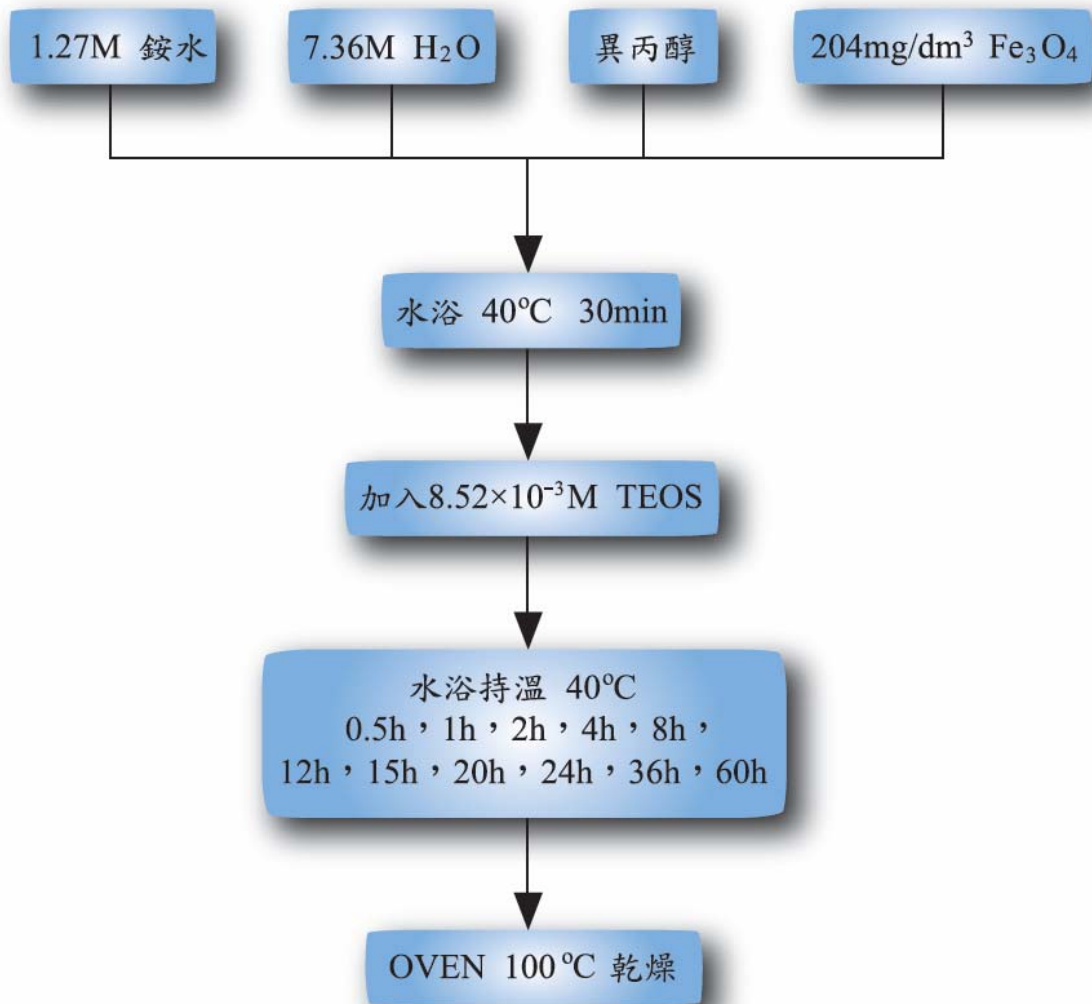 1.27M 銨水
7.36M H₂O
異丙醇
204mg/dm³ Fe₃O₄
水浴 40°C 30min
加入8.52×10⁻³M TEOS
水浴持溫 40°C
0.5h，1h，2h，4h，8h，
12h，15h，20h，24h，36h，60h
OVEN 100°C 乾燥